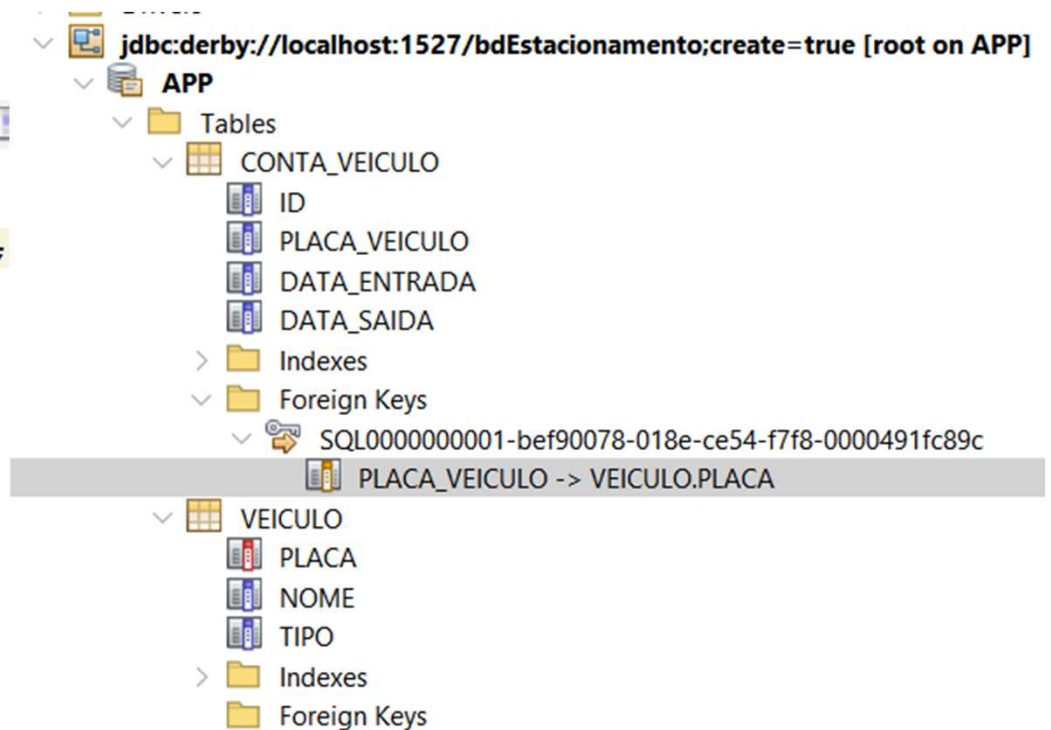 jdbc:derby://localhost:1527/bdEstacionamento;create=true [root on APP]
APP
Tables
CONTA_VEICULO
ID
PLACA_VEICULO
DATA_ENTRADA
DATA_SAIDA
Indexes
Foreign Keys
SQL0000000001-bef90078-018e-ce54-f7f8-0000491fc89c
PLACA_VEICULO -> VEICULO.PLACA
VEICULO
PLACA
NOME
TIPO
Indexes
Foreign Keys